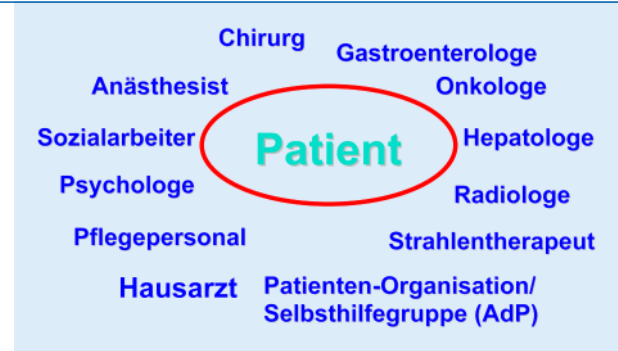 Chirurg
Gastroenterologe
Anästhesist
Onkologe
Sozialarbeiter
Patient
Hepatologe
Psychologe
Radiologe
Pflegepersonal
Strahlentherapeut
Hausarzt
Patienten-Organisation/
Selbsthilfegruppe (AdP)